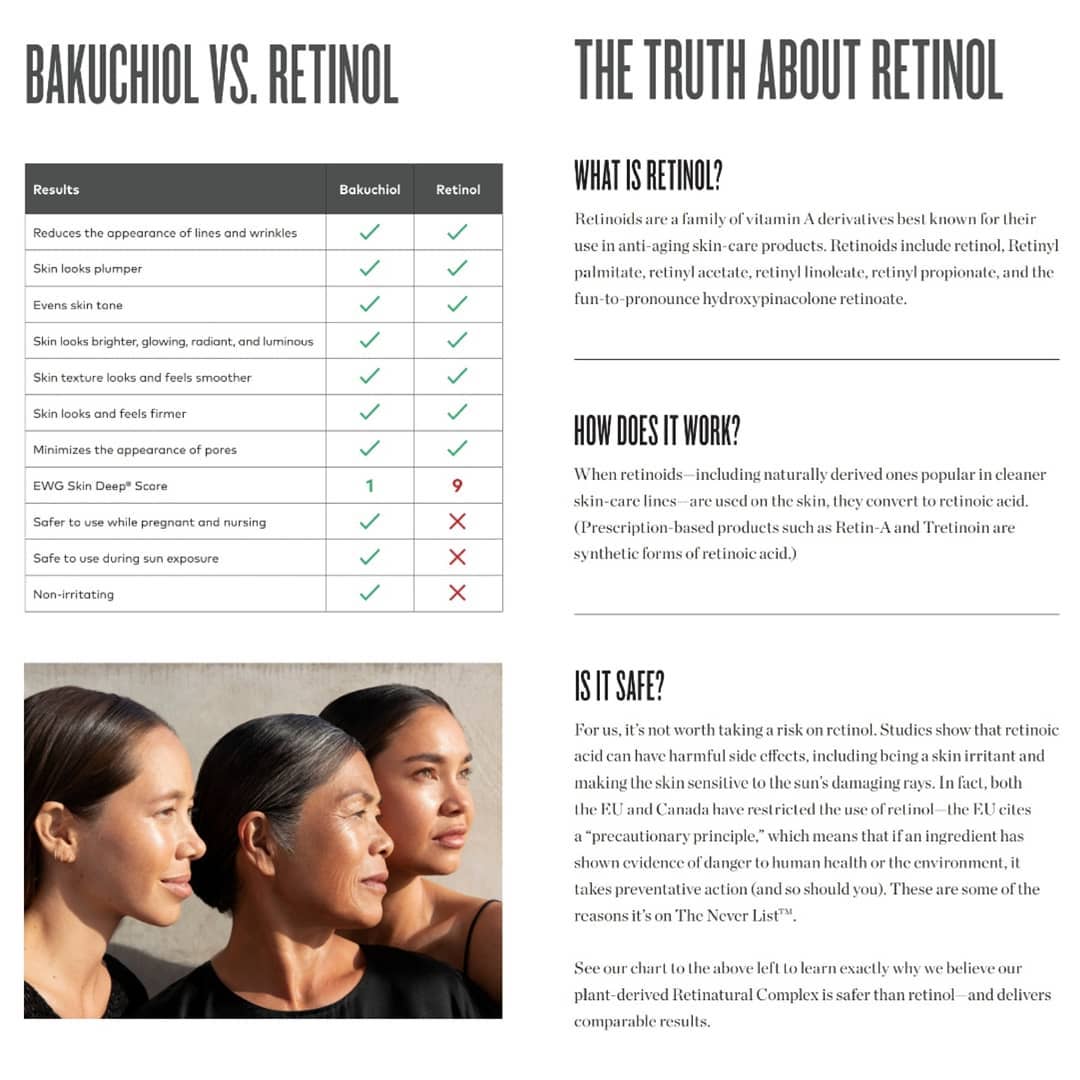 BAKUCHIOL VS. RETINOL
Results Bakuchiol Retinol
Reduces the appearance of lines and wrinkles ✓ ✓
Skin looks plumper ✓ ✓
Evens skin tone ✓ ✓
Skin looks brighter, glowing, radiant, and luminous ✓ ✓
Skin texture looks and feels smoother ✓ ✓
Skin looks and feels firmer ✓ ✓
Minimizes the appearance of pores ✓ ✓
EWG Skin Deep® Score 1 9
Safer to use while pregnant and nursing ✓ ✗
Safe to use during sun exposure ✓ ✗
Non-irritating ✓ ✗
THE TRUTH ABOUT RETINOL
WHAT IS RETINOL?
Retinoids are a family of vitamin A derivatives best known for their
use in anti-aging skin-care products. Retinoids include retinol, Retinyl
palmitate, retinyl acetate, retinyl linoleate, retinyl propionate, and the
fun-to-pronounce hydroxypinacolone retinoate.
HOW DOES IT WORK?
When retinoids—including naturally derived ones popular in cleaner
skin-care lines—are used on the skin, they convert to retinoic acid.
(Prescription-based products such as Retin-A and Tretinoin are
synthetic forms of retinoic acid.)
IS IT SAFE?
For us, it's not worth taking a risk on retinol. Studies show that retinoic
acid can have harmful side effects, including being a skin irritant and
making the skin sensitive to the sun's damaging rays. In fact, both
the EU and Canada have restricted the use of retinol—the EU cites
a “precautionary principle,” which means that if an ingredient has
shown evidence of danger to human health or the environment, it
takes preventative action (and so should you). These are some of the
reasons it's on The Never List™.
See our chart to the above left to learn exactly why we believe our
plant-derived Retinatural Complex is safer than retinol—and delivers
comparable results.